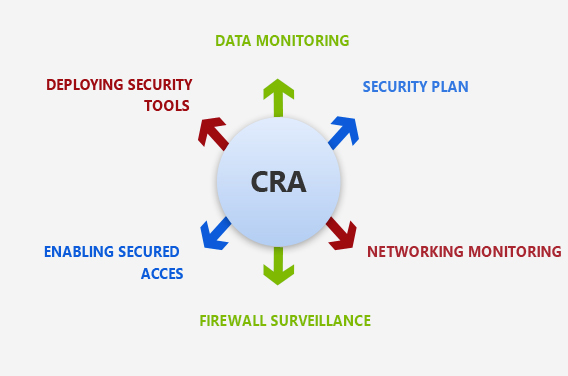 DATA MONITORING
DEPLOYING SECURITY
TOOLS
SECURITY PLAN
CRA
ENABLING SECURED
ACCES
NETWORKING MONITORING
FIREWALL SURVEILLANCE